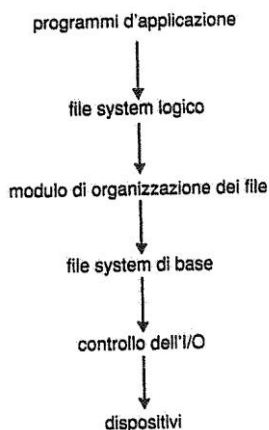 programmi d'applicazione
file system logico
modulo di organizzazione dei file
file system di base
controllo dell'I/O
dispositivi